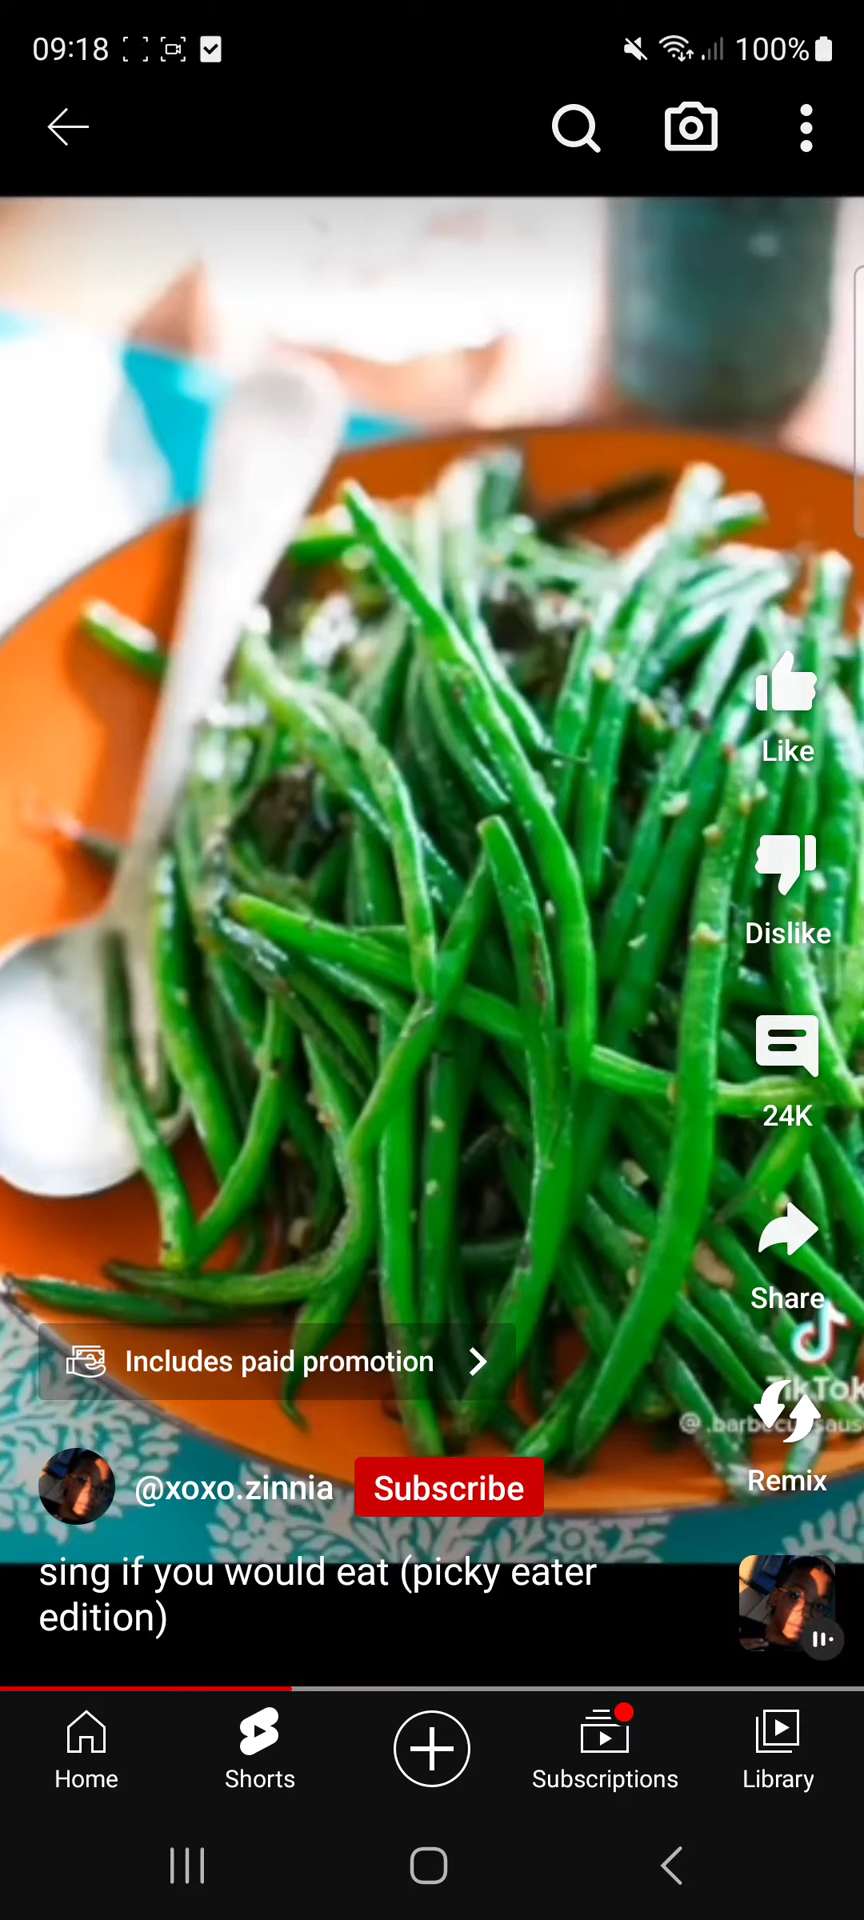 09:18
100%
Like
Dislike
24K
Share
TikTok
Includes paid promotion
@xoxo.zinnia
Subscribe
Remix
sing if you would eat (picky eater
edition)
Home
Shorts
Subscriptions
Library